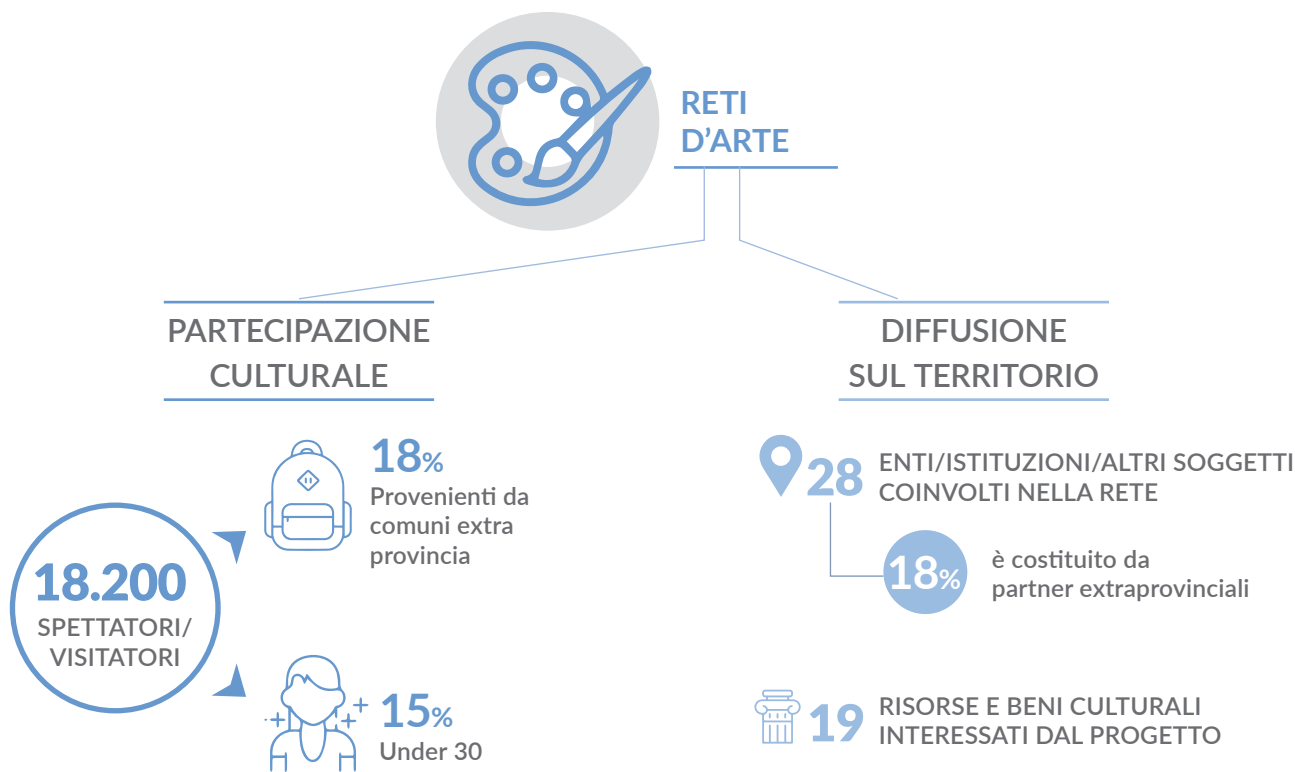 RETI
D'ARTE
PARTECIPAZIONE
CULTURALE
18%
Provenienti da
comuni extra
provincia
18.200
SPETTATORI/
VISITATORI
15%
Under 30
DIFFUSIONE
SUL TERRITORIO
28
ENTI/ISTITUZIONI/ALTRI SOGGETTI
COINVOLTI NELLA RETE
18%
è costituito da
partner extraprovinciali
19
RISORSE E BENI CULTURALI
INTERESSATI DAL PROGETTO